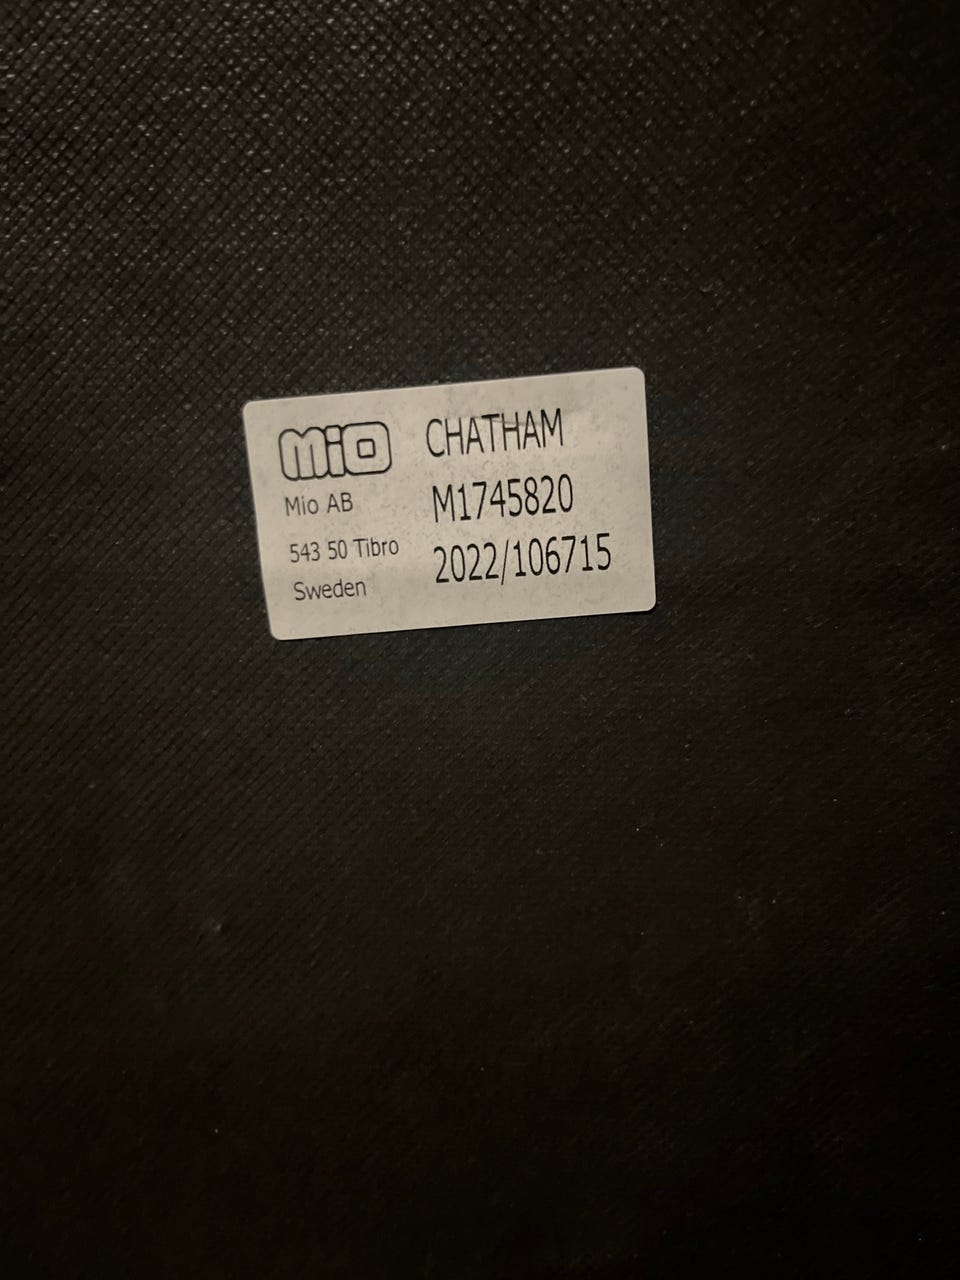 MiO
Mio AB
543 50 Tibro
Sweden
CHATHAM
M1745820
2022/106715